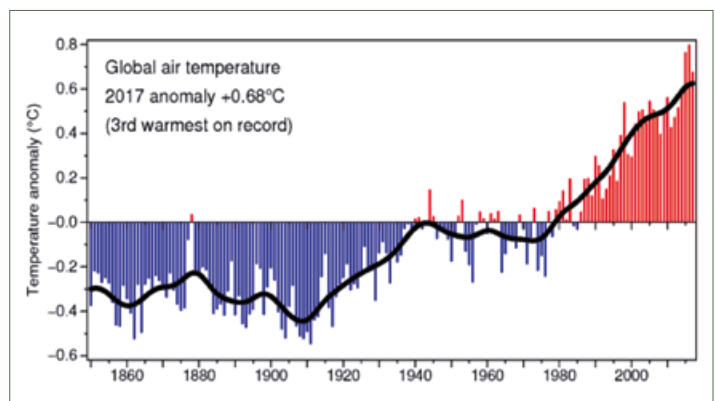 Global air temperature
2017 anomaly +0.68°C
(3rd warmest on record)
Temperature anomaly (°C)
0.8
0.6
0.4
0.2
-0.0
-0.2
-0.4
-0.6
1860 1880 1900 1920 1940 1960 1980 2000